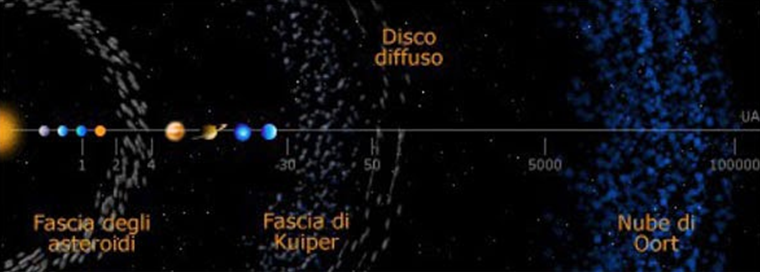 Disco
diffuso
UA
1 2 4 30 50 5000 100000
Fascia degli
asteroidi
Fascia di
Kuiper
Nube di
Oort